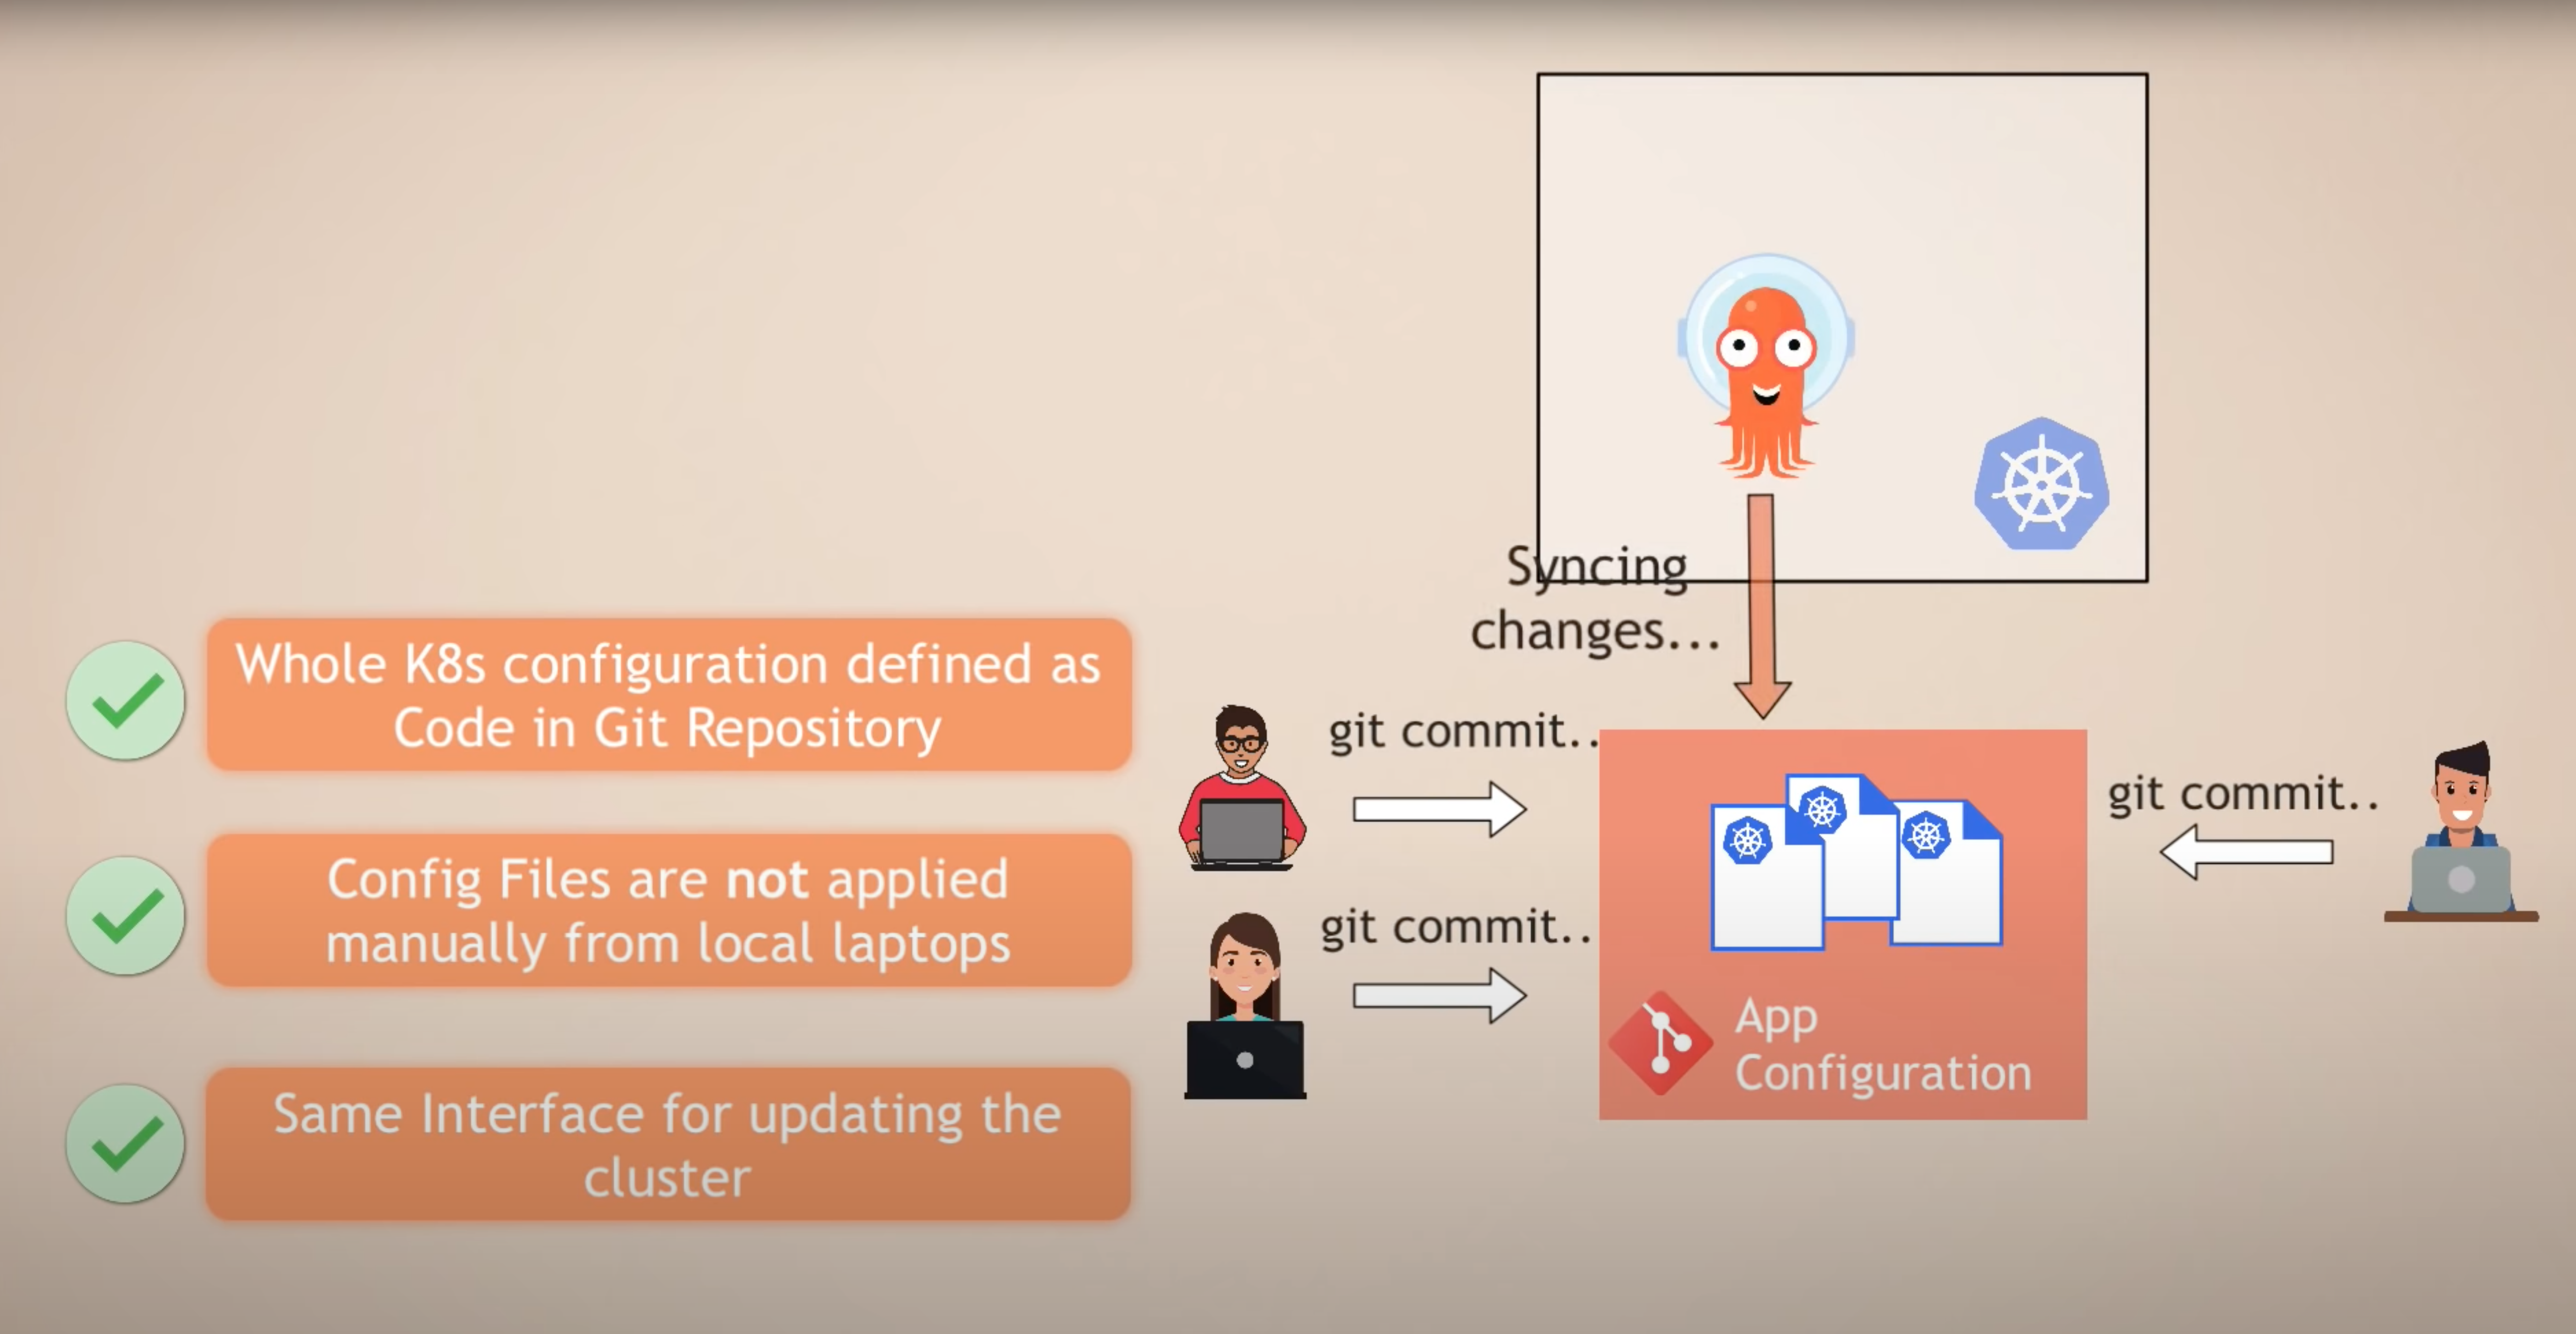 Syncing
changes...
Whole K8s configuration defined as
Code in Git Repository
Config Files are not applied
manually from local laptops
Same Interface for updating the
cluster
git commit..
git commit..
git commit..
App
Configuration